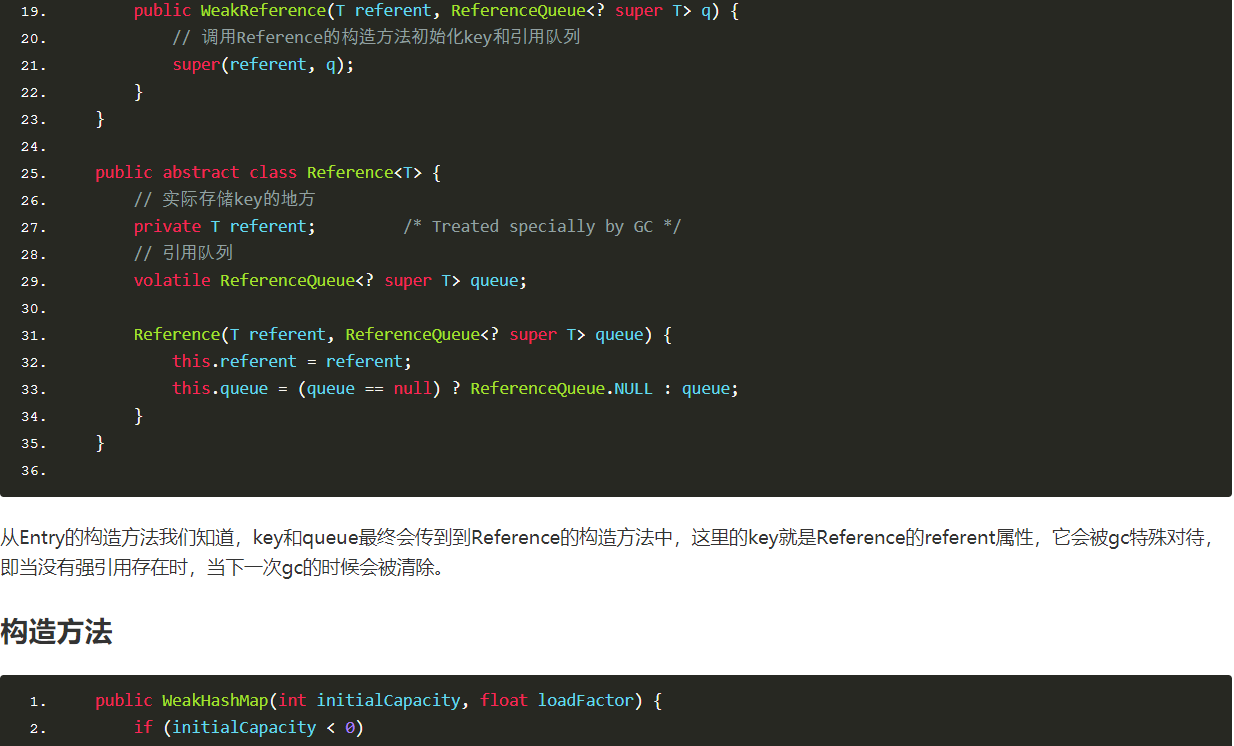 19. public WeakReference(T referent, ReferenceQueue<? super T> q) {
20. // 调用Reference的构造方法初始化key和引用队列
21. super(referent, q);
22. }
23. }
24.
25. public abstract class Reference<T> {
26. // 实际存储key的地方
27. private T referent; /* Treated specially by GC */
28. // 引用队列
29. volatile ReferenceQueue<? super T> queue;
30.
31. Reference(T referent, ReferenceQueue<? super T> queue) {
32. this.referent = referent;
33. this.queue = (queue == null) ? ReferenceQueue.NULL : queue;
34. }
35. }
36.
从Entry的构造方法我们知道，key和queue最终会传到到Reference的构造方法中，这里的key就是Reference的referent属性，它会被gc特殊对待，
即当没有强引用存在时，当下一次gc的时候会被清除。
构造方法
1. public WeakHashMap(int initialCapacity, float loadFactor) {
2. if (initialCapacity < 0)